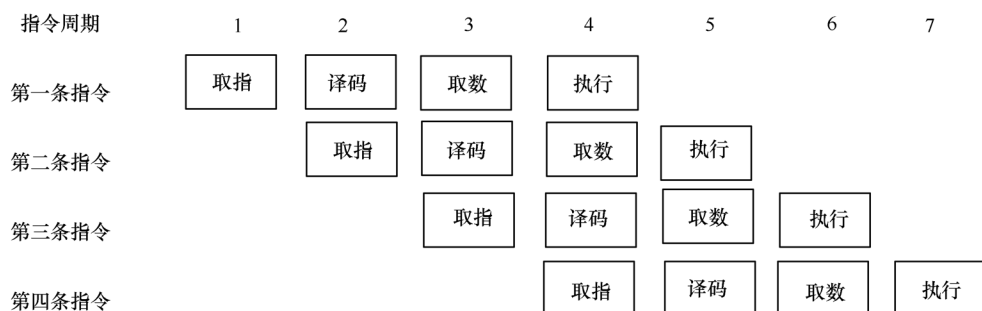 指令周期 1 2 3 4 5 6 7
第一条指令 取指 译码 取数 执行
第二条指令 取指 译码 取数 执行
第三条指令 取指 译码 取数 执行
第四条指令 取指 译码 取数 执行